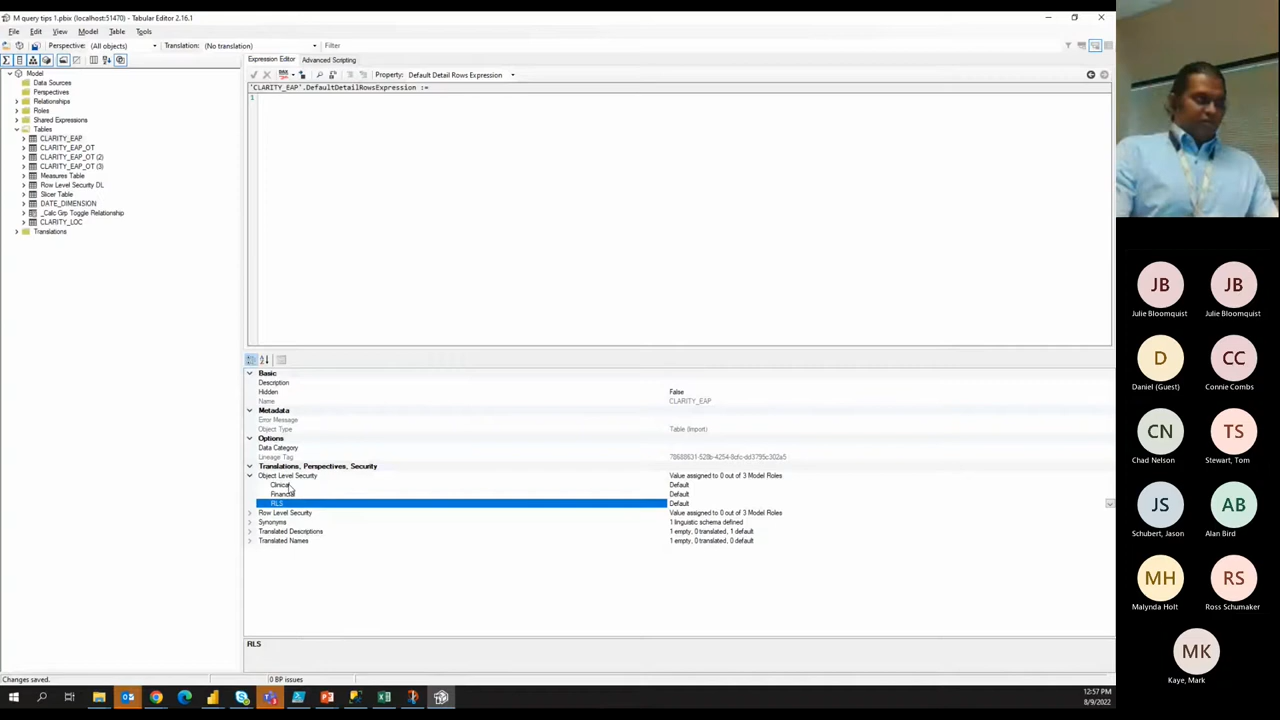 M query tips 1.pbix (localhost:51470) - Tabular Editor 2.16.1
File Edit View Model Table Tools
Perspective: (All objects) Translation: (No translation) Filter
Expression Editor Advanced Scripting
Property: Default Detail Rows Expression
'CLARITY_EAP'.DefaultDetailRowsExpression :=
1
Model
Data Sources
Perspectives
Relationships
Roles
Shared Expressions
Tables
CLARITY_EAP
CLARITY_EAP_OT
CLARITY_EAP_OT (2)
CLARITY_EAP_OT (3)
Measures Table
Row Level Security DL
Slicer Table
DATE_DIMENSION
_Calc Grp Toggle Relationship
CLARITY_LOC
Translations
Basic
Description
Hidden False
Name CLARITY_EAP
Metadata
Error Message
Object Type Table (Import)
Options
Data Category
Lineage Tag
Translations, Perspectives, Security
Object Level Security Value assigned to 0 out of 3 Model Roles
Clinical Default
Financial Default
RLS Default
Row Level Security Value assigned to 0 out of 3 Model Roles
Synonyms 1 linguistic schema defined
Translated Descriptions 1 empty, 0 translated, 1 default
Translated Names 1 empty, 0 translated, 0 default
RLS
Changes saved. 0 BP issues
12:57 PM
8/9/2022
JB JB
Julie Bloomquist Julie Bloomquist
D CC
Daniel (Guest) Connie Combs
CN TS
Chad Nelson Stewart, Tom
JS AB
Schubert, Jason Alan Bird
MH RS
Malynda Holt Ross Schumaker
MK
Kaye, Mark